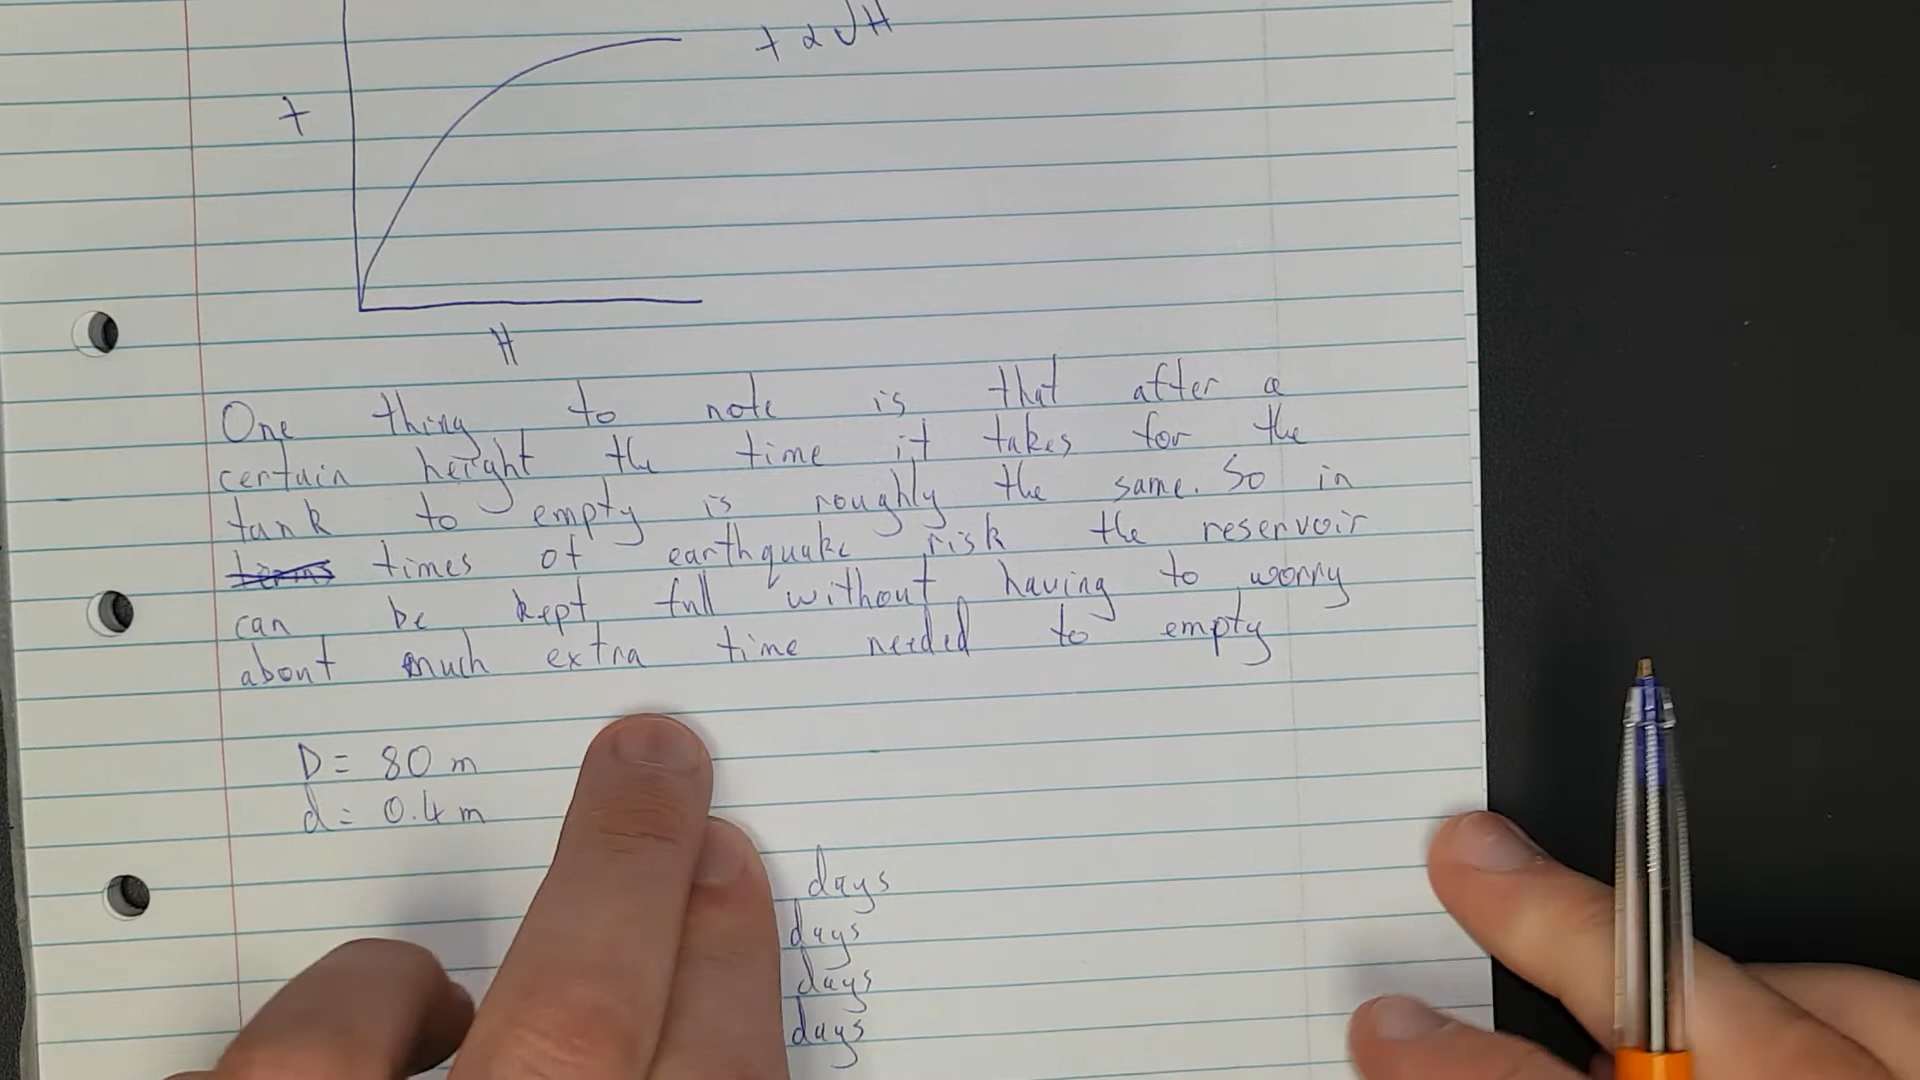 t α √H
t
H
One thing to note is that after a
certain height the time it takes for the
tank to empty is roughly the same. So in
times of earthquake risk the reservoir
can be kept full without having to worry
about much extra time needed to empty
D = 80 m
d = 0.4 m
days
days
days
days